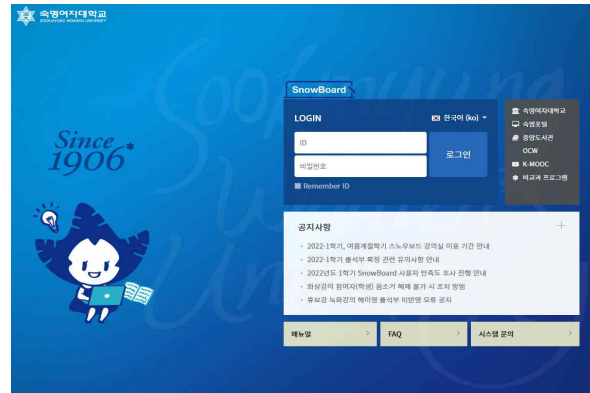 숙명여자대학교
SOOKMYUNG WOMEN'S UNIVERSITY
Since
1906
SnowBoard
LOGIN
한국어 (ko)
ID
비밀번호
로그인
Remember ID
숙명여자대학교
숙명포털
중앙도서관
OCW
K-MOOC
비교과 프로그램
공지사항
· 2022-1학기, 여름계절학기 스노우보드 강의실 이용 기간 안내
· 2022-1학기 출석부 확정 관련 유의사항 안내
· 2022년도 1학기 SnowBoard 사용자 만족도 조사 진행 안내
· 화상강의 참여자(학생) 음소거 해제 불가 시 조치 방법
· 휴보강 녹화강의 헤이영 출석부 미반영 오류 공지
매뉴얼
FAQ
시스템 문의